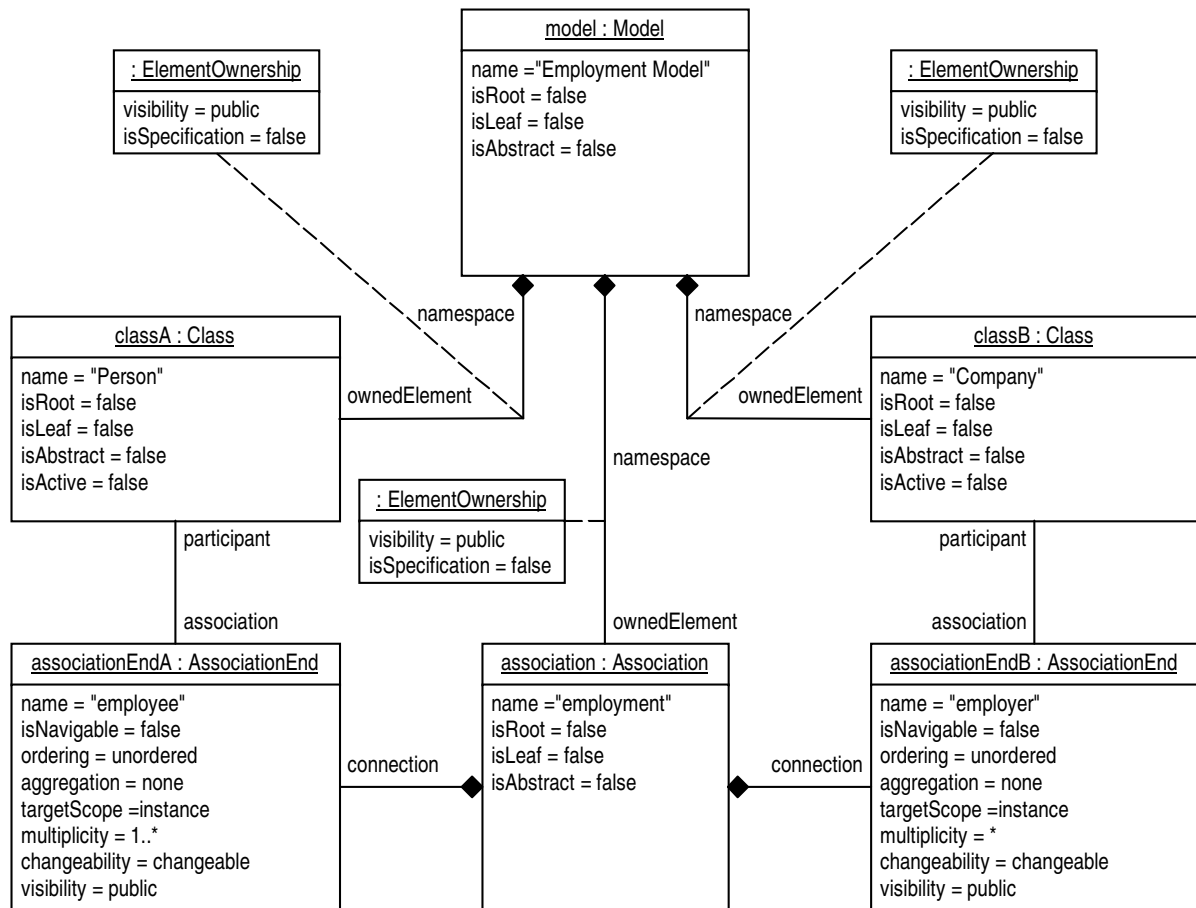 model : Model
name ="Employment Model"
isRoot = false
isLeaf = false
isAbstract = false
: ElementOwnership
visibility = public
isSpecification = false
: ElementOwnership
visibility = public
isSpecification = false
namespace
namespace
classA : Class
name = "Person"
isRoot = false
isLeaf = false
isAbstract = false
isActive = false
ownedElement
ownedElement
classB : Class
name = "Company"
isRoot = false
isLeaf = false
isAbstract = false
isActive = false
namespace
: ElementOwnership
visibility = public
isSpecification = false
participant
participant
association
ownedElement
association
associationEndA : AssociationEnd
name = "employee"
isNavigable = false
ordering = unordered
aggregation = none
targetScope =instance
multiplicity = 1..*
changeability = changeable
visibility = public
connection
association : Association
name ="employment"
isRoot = false
isLeaf = false
isAbstract = false
connection
associationEndB : AssociationEnd
name = "employer"
isNavigable = false
ordering = unordered
aggregation = none
targetScope =instance
multiplicity = *
changeability = changeable
visibility = public